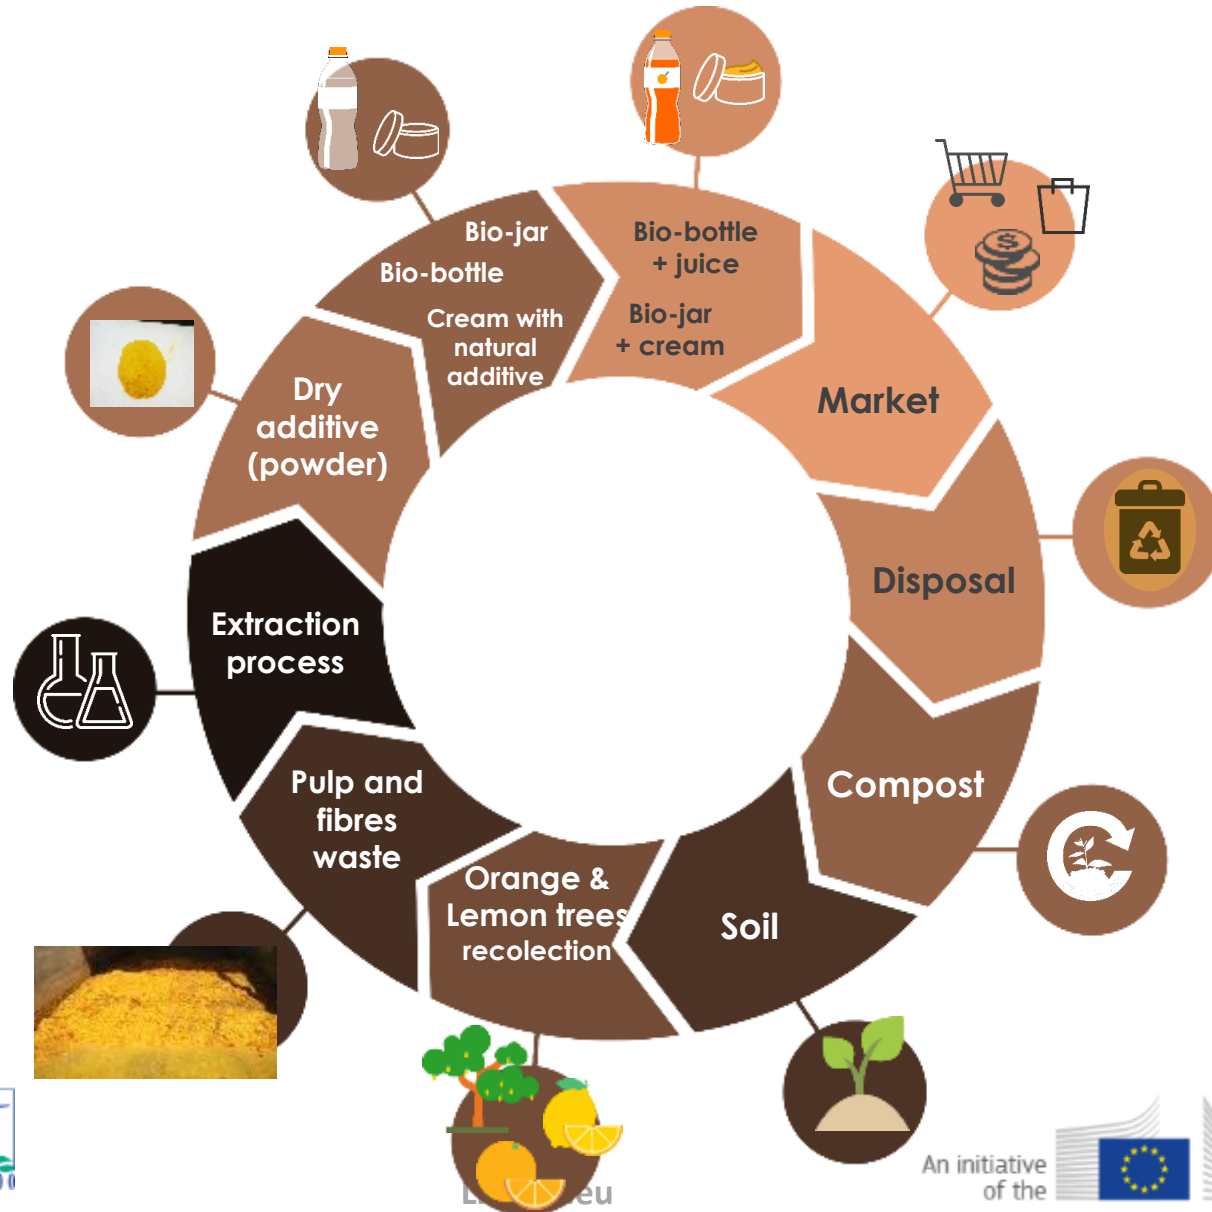 Bio-jar
Bio-bottle
Cream with
natural
additive
Bio-bottle
+ juice
Bio-jar
+ cream
Market
Disposal
Compost
Soil
Orange &
Lemon trees
recolection
Pulp and
fibres
waste
Extraction
process
Dry
additive
(powder)
An initiative
of the